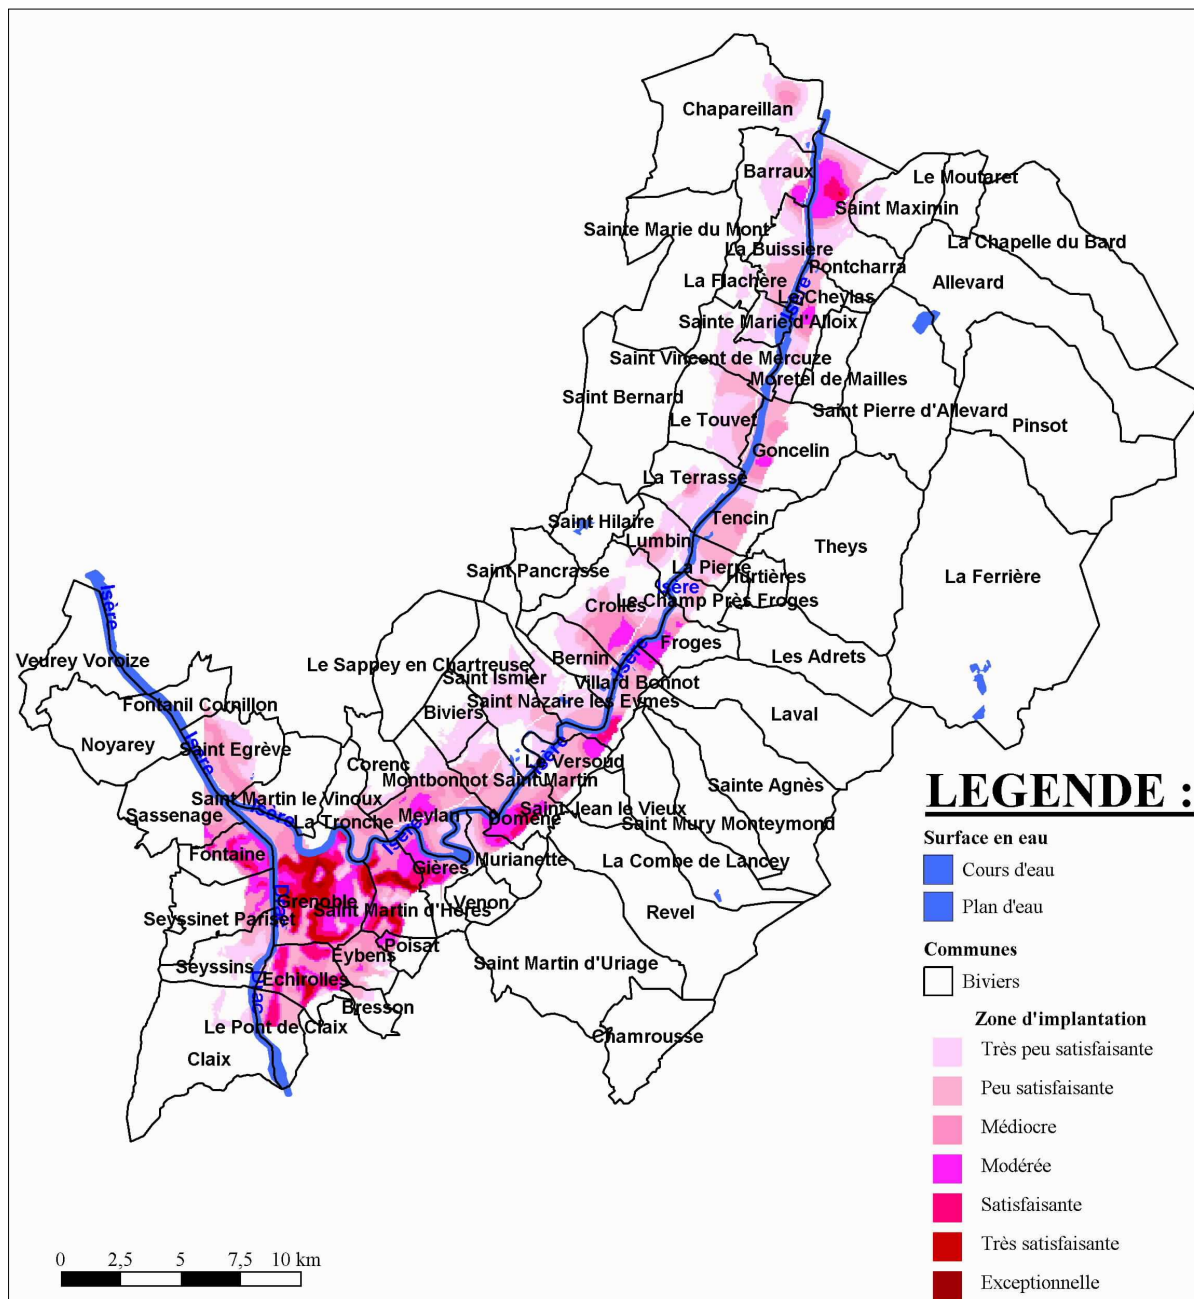 Chapareillan
Barraux
Le Moutaret
Saint Maximin
Sainte Marie du Mont
La Buissière
La Chapelle du Bard
Pontcharra
La Flachère
Allevard
Le Cheylas
Isère
Sainte Marie d'Alloix
Saint Vincent de Mercuze
Moretel de Mailles
Saint Bernard
Saint Pierre d'Allevard
Le Touvet
Pinsot
Goncelin
La Terrasse
Saint Hilaire
Tencin
Lumbin
Theys
Saint Pancrasse
La Pierre
Hurtières
La Ferrière
Isère
Isère
Crolles
Le Champ Près Froges
Froges
Isère
Les Adrets
Veurey Voroize
Le Sappey en Chartreuse
Bernin
Saint Ismier
Villard Bonnot
Fontanil Cornillon
Saint Nazaire les Eymes
Biviers
Laval
Noyarey
Saint Egrève
Isère
Isère
Corenc
Le Versoud
Montbonnot Saint Martin
Sainte Agnès
LEGENDE :
Saint Martin le Vinoux
Isère
Sassenage
La Tronche
Meylan
Isère
Domène
Saint Jean le Vieux
Saint Mury Monteymond
Surface en eau
Fontaine
Gières
Murianette
La Combe de Lancey
Cours d'eau
Drac
Grenoble
Venon
Plan d'eau
Seyssinet Pariset
Saint Martin d'Hères
Revel
Poisat
Communes
Eybens
Seyssins
Saint Martin d'Uriage
Echirolles
Biviers
Drac
Bresson
Le Pont de Claix
Zone d'implantation
Chamrousse
Claix
Très peu satisfaisante
Peu satisfaisante
Médiocre
Modérée
Satisfaisante
Très satisfaisante
Exceptionnelle
0 2,5 5 7,5 10 km